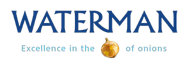 WATERMAN
Excellence in the of onions